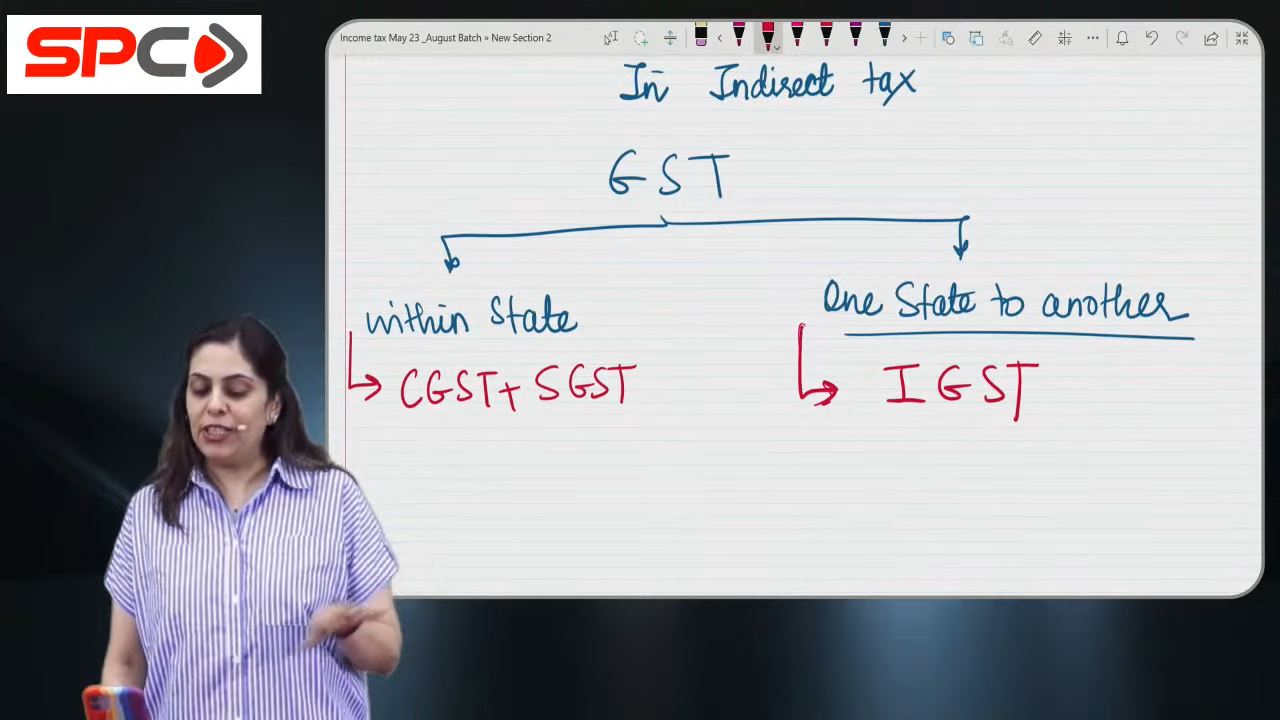 SPC
Income tax May 23 _August Batch » New Section 2
In Indirect tax
GST
within State
One State to another
CGST + SGST
IGST